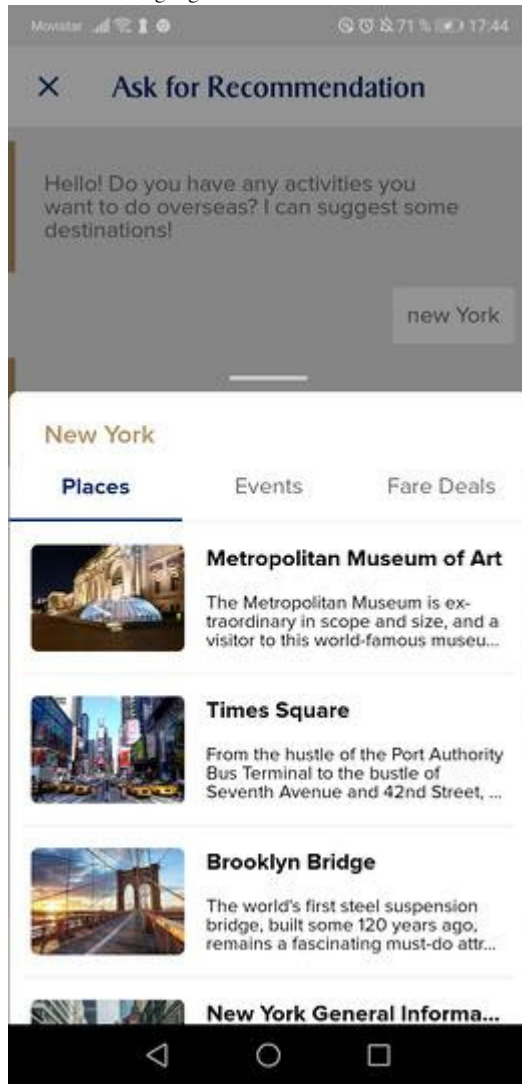 Movistar
71 % 17:44
Ask for Recommendation
Hello! Do you have any activities you
want to do overseas? I can suggest some
destinations!
new York
New York
Places Events Fare Deals
Metropolitan Museum of Art
The Metropolitan Museum is ex-
traordinary in scope and size, and a
visitor to this world-famous museu...
Times Square
From the hustle of the Port Authority
Bus Terminal to the bustle of
Seventh Avenue and 42nd Street, ...
Brooklyn Bridge
The world's first steel suspension
bridge, built some 120 years ago,
remains a fascinating must-do attr...
New York General Informa...